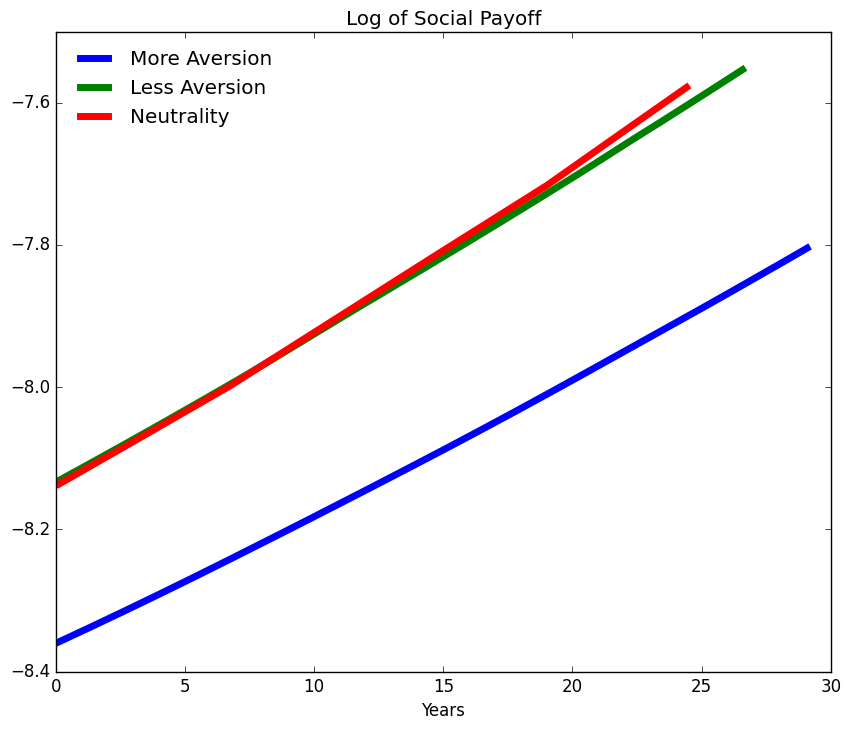 Log of Social Payoff
More Aversion
Less Aversion
Neutrality
−7.6
−7.8
−8.0
−8.2
−8.4
0 5 10 15 20 25 30
Years